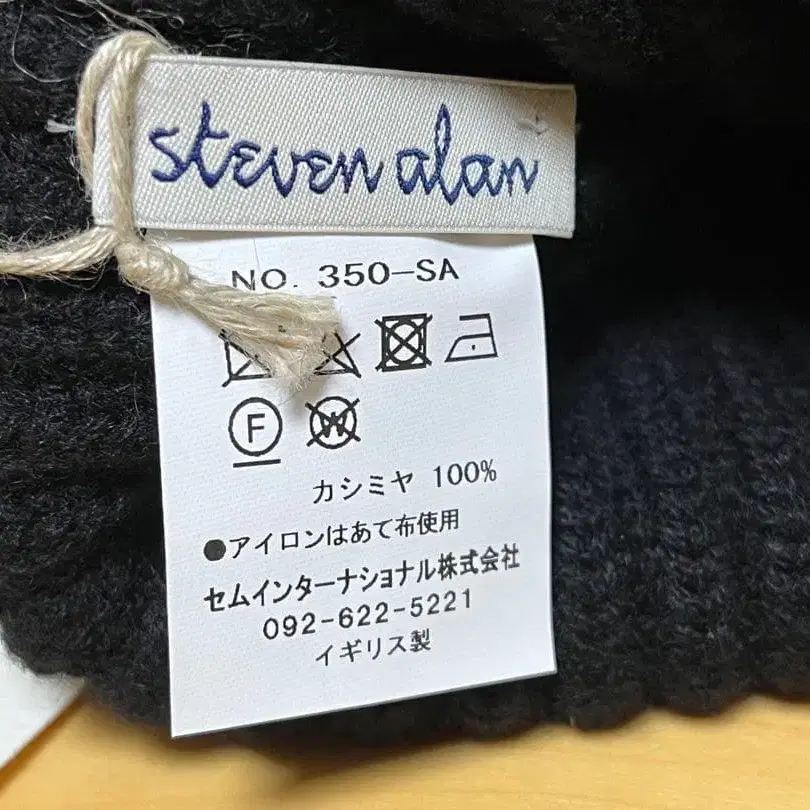 steven alan
NO. 350-SA
F W
カシミヤ 100%
●アイロンはあて布使用
セムインターナショナル株式会社
092-622-5221
イギリス製